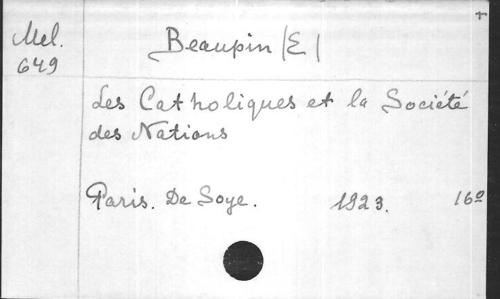 Mel.
649
Beaupin (E)
Les Catholiques et la Société
des Nations
Paris. De Soye. 1923. 16º